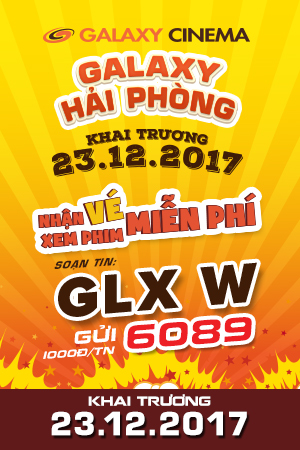 GALAXY CINEMA
GALAXY
HẢI PHÒNG
KHAI TRƯƠNG
23.12.2017
NHẬN VÉ
XEM PHIM MIỄN PHÍ
SOẠN TIN:
GLX W
GỬI 6089
1000Đ/TN
KHAI TRƯƠNG
23.12.2017